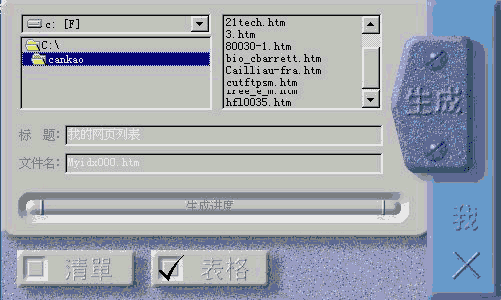 c: [F]
C:\
cankao
21tech.htm
3.htm
80030-1.htm
bio_cbarrett.htm
Cailliau-fra.htm
cutftpsm.htm
free_e_m.htm
hfl0035.htm
生成
标 题:我的网页列表
文件名:Myidx000.htm
生成进度
我
清單
表格